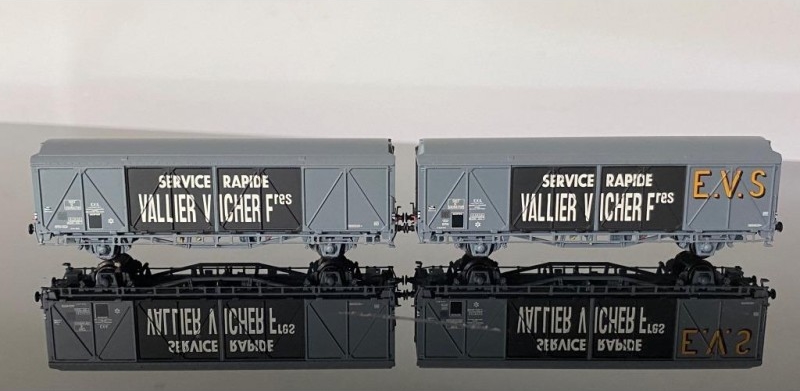 SERVICE RAPIDE
VALLIER VICHER Fres
SERVICE RAPIDE
VALLIER VICHER Fres
E.V.S